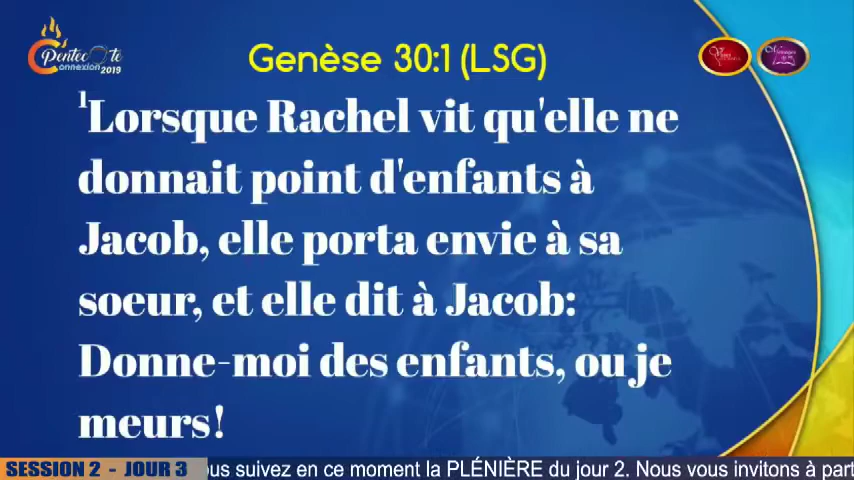 Pentecôte
Connexion 2019
Genèse 30:1 (LSG)
1Lorsque Rachel vit qu'elle ne
donnait point d'enfants à
Jacob, elle porta envie à sa
soeur, et elle dit à Jacob:
Donne-moi des enfants, ou je
meurs!
SESSION 2 - JOUR 3
ous suivez en ce moment la PLÉNIÈRE du jour 2. Nous vous invitons à part